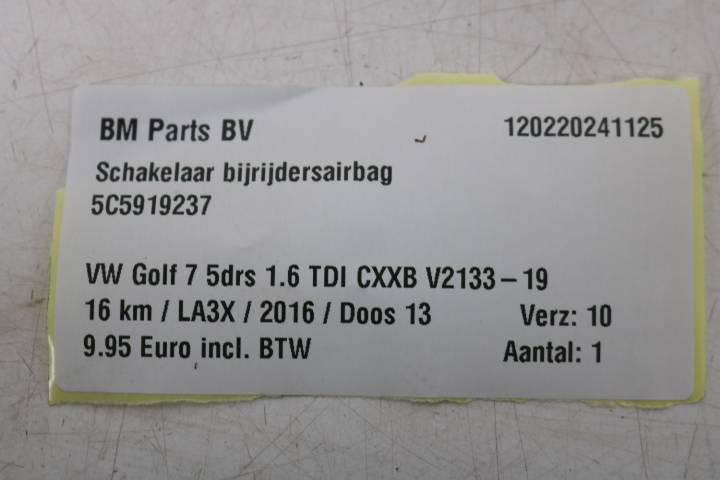 BM Parts BV 120220241125
Schakelaar bijrijdersairbag
5C5919237
VW Golf 7 5drs 1.6 TDI CXXB V2133-19
16 km / LA3X / 2016 / Doos 13 Verz: 10
9.95 Euro incl. BTW Aantal: 1